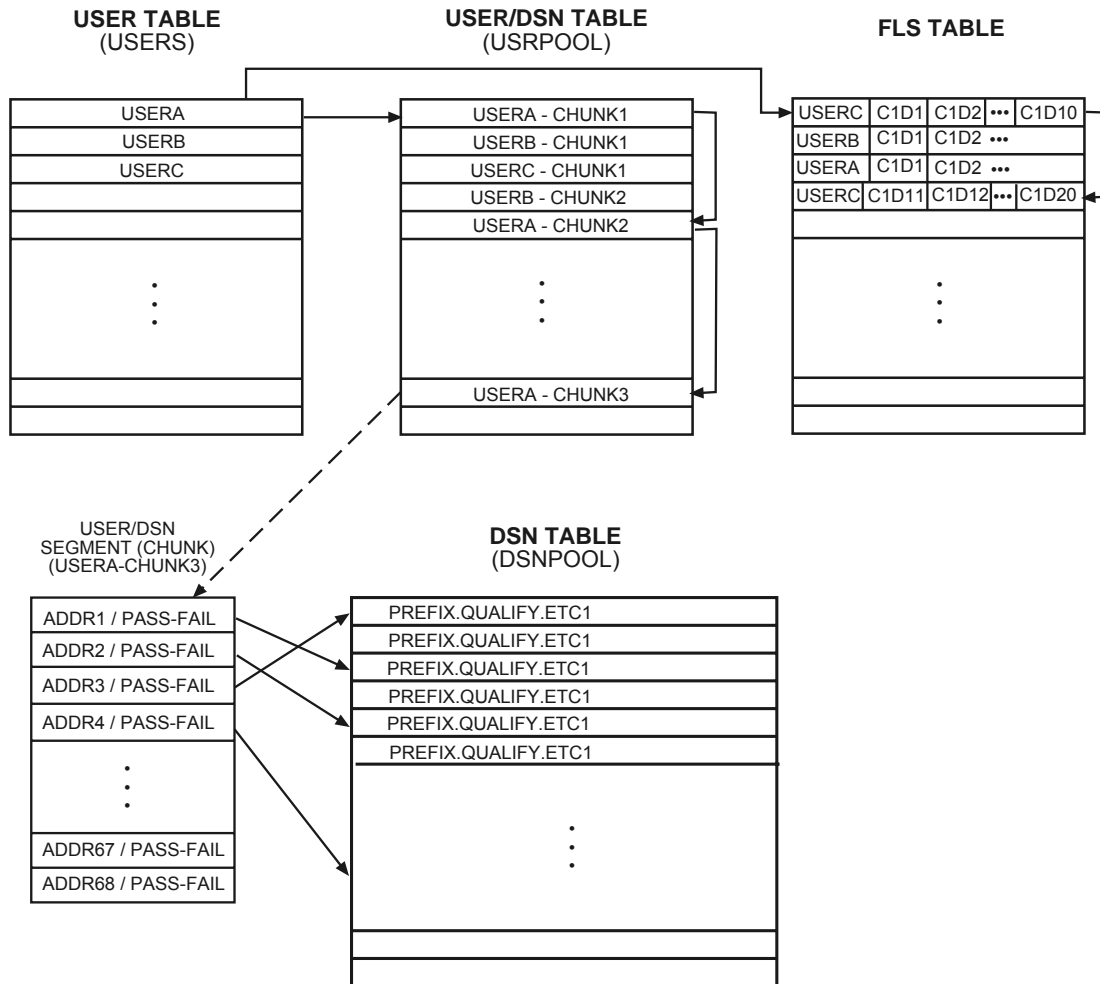 USER TABLE
(USERS)
USER/DSN TABLE
(USRPOOL)
FLS TABLE
USERA
USERB
USERC
USERA - CHUNK1
USERB - CHUNK1
USERC - CHUNK1
USERB - CHUNK2
USERA - CHUNK2
USERA - CHUNK3
USERC C1D1 C1D2 ••• C1D10
USERB C1D1 C1D2 •••
USERA C1D1 C1D2 •••
USERC C1D11 C1D12 ••• C1D20
USER/DSN
SEGMENT (CHUNK)
(USERA-CHUNK3)
ADDR1 / PASS-FAIL
ADDR2 / PASS-FAIL
ADDR3 / PASS-FAIL
ADDR4 / PASS-FAIL
ADDR67 / PASS-FAIL
ADDR68 / PASS-FAIL
DSN TABLE
(DSNPOOL)
PREFIX.QUALIFY.ETC1
PREFIX.QUALIFY.ETC1
PREFIX.QUALIFY.ETC1
PREFIX.QUALIFY.ETC1
PREFIX.QUALIFY.ETC1
PREFIX.QUALIFY.ETC1